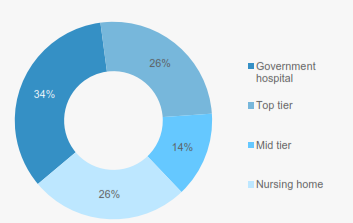 26%
34%
14%
26%
Government
hospital
Top tier
Mid tier
Nursing home